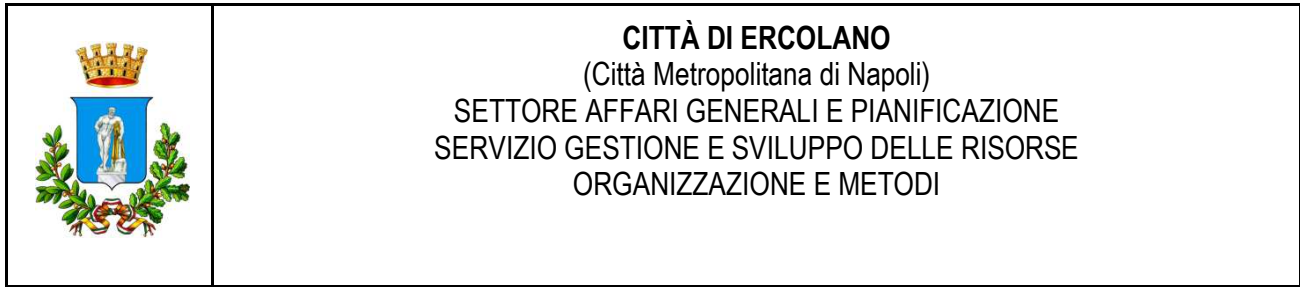 CITTÀ DI ERCOLANO
(Città Metropolitana di Napoli)
SETTORE AFFARI GENERALI E PIANIFICAZIONE
SERVIZIO GESTIONE E SVILUPPO DELLE RISORSE
ORGANIZZAZIONE E METODI